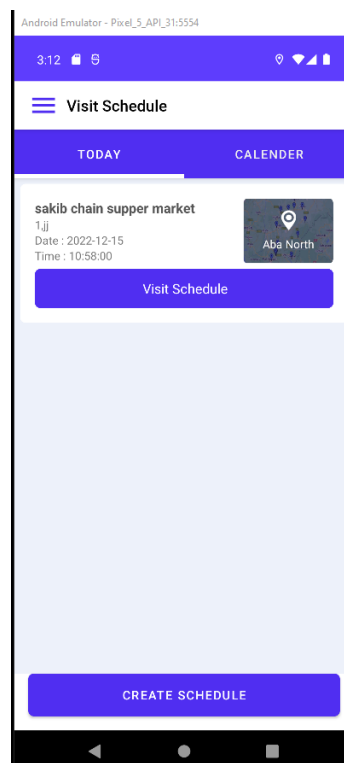 Android Emulator - Pixel_5_API_31:5554
3:12
Visit Schedule
TODAY
CALENDER
sakib chain supper market
1,jj
Date : 2022-12-15
Time : 10:58:00
Aba North
Visit Schedule
CREATE SCHEDULE